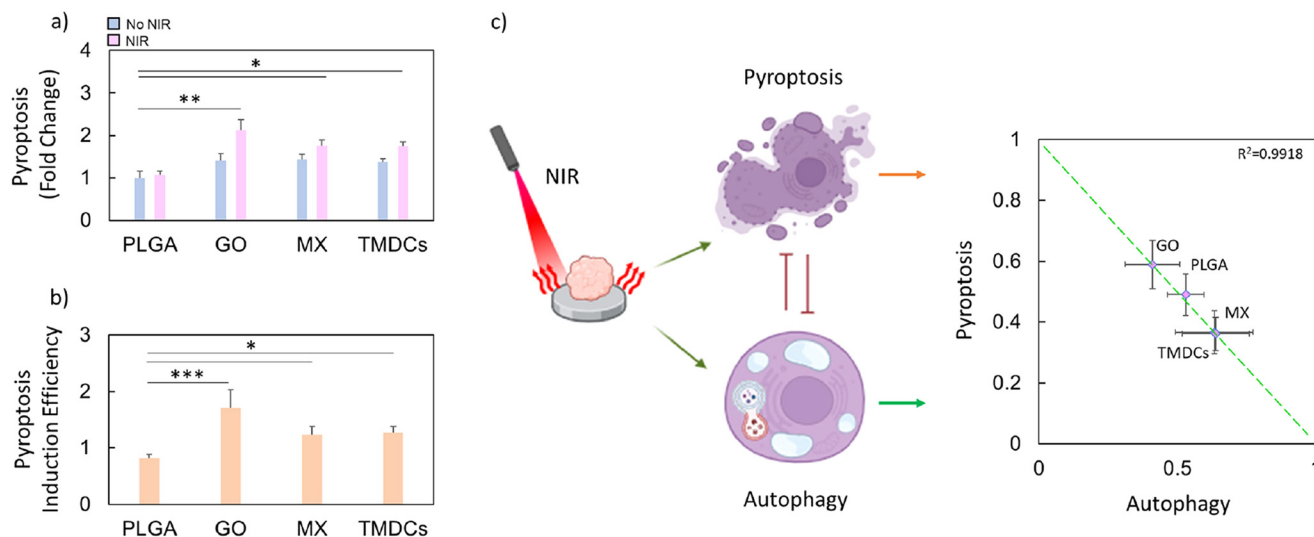 a)
No NIR
NIR
Pyroptosis
(Fold Change)
4
3
2
1
0
*
**
PLGA GO MX TMDCs
b)
Pyroptosis
Induction Efficiency
3
2
1
0
*
***
PLGA GO MX TMDCs
c)
NIR
Pyroptosis
Autophagy
Pyroptosis
1
0.8
0.6
0.4
0.2
0
R²=0.9918
GO
PLGA
MX
TMDCs
0 0.5 1
Autophagy